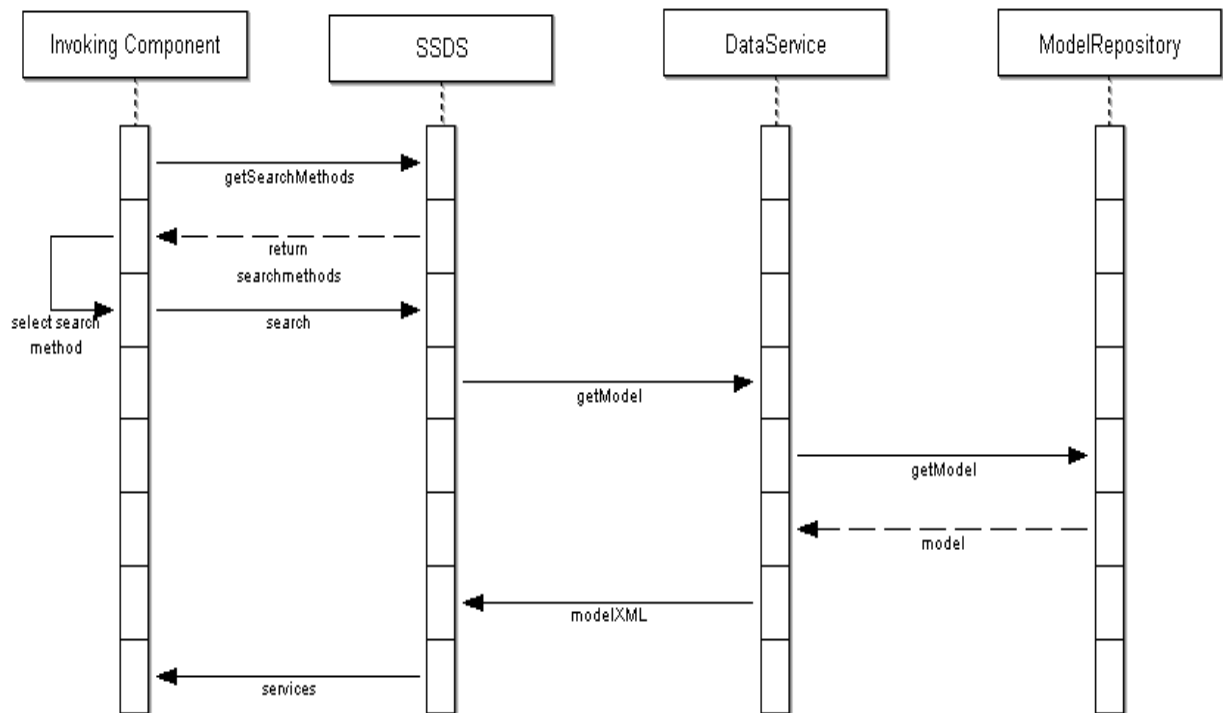 Invoking Component
SSDS
DataService
ModelRepository
getSearchMethods
return
searchmethods
select search
method
search
getModel
getModel
model
modelXML
services